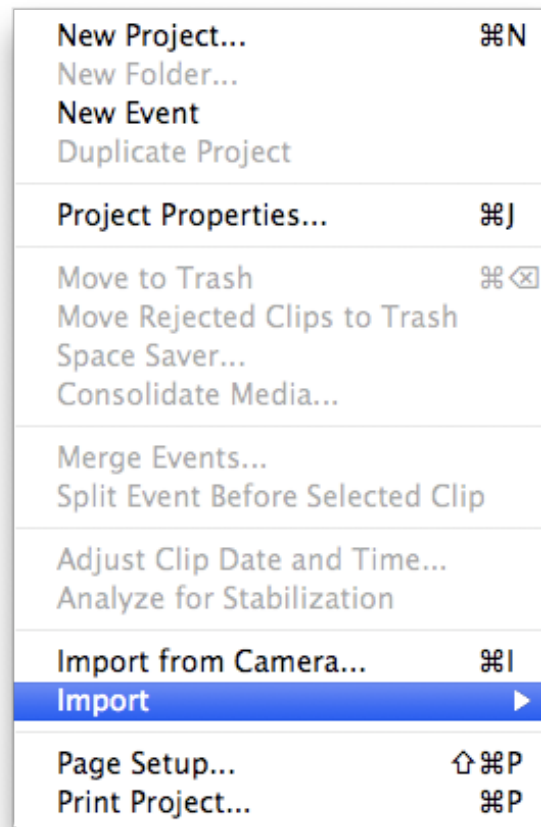 New Project... ⌘N
New Folder...
New Event
Duplicate Project
Project Properties... ⌘J
Move to Trash ⌘⌫
Move Rejected Clips to Trash
Space Saver...
Consolidate Media...
Merge Events...
Split Event Before Selected Clip
Adjust Clip Date and Time...
Analyze for Stabilization
Import from Camera... ⌘I
Import ▶
Page Setup... ⇧⌘P
Print Project... ⌘P